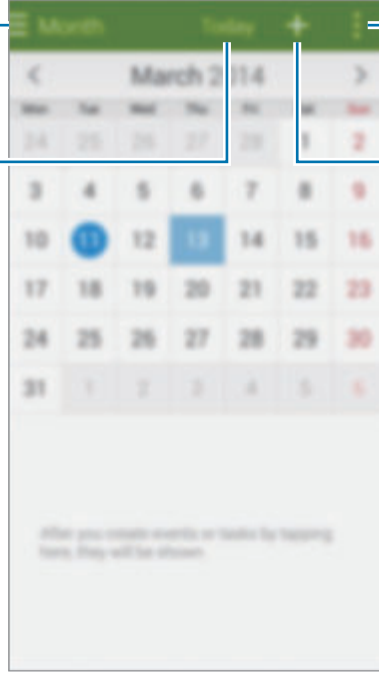 Month Today
< March 2014 >
Mon Tue Wed Thu Fri Sat Sun
24 25 26 27 28 1 2
3 4 5 6 7 8 9
10 11 12 13 14 15 16
17 18 19 20 21 22 23
24 25 26 27 28 29 30
31 1 2 3 4 5 6
After you create events or tasks by tapping
here, they will be shown